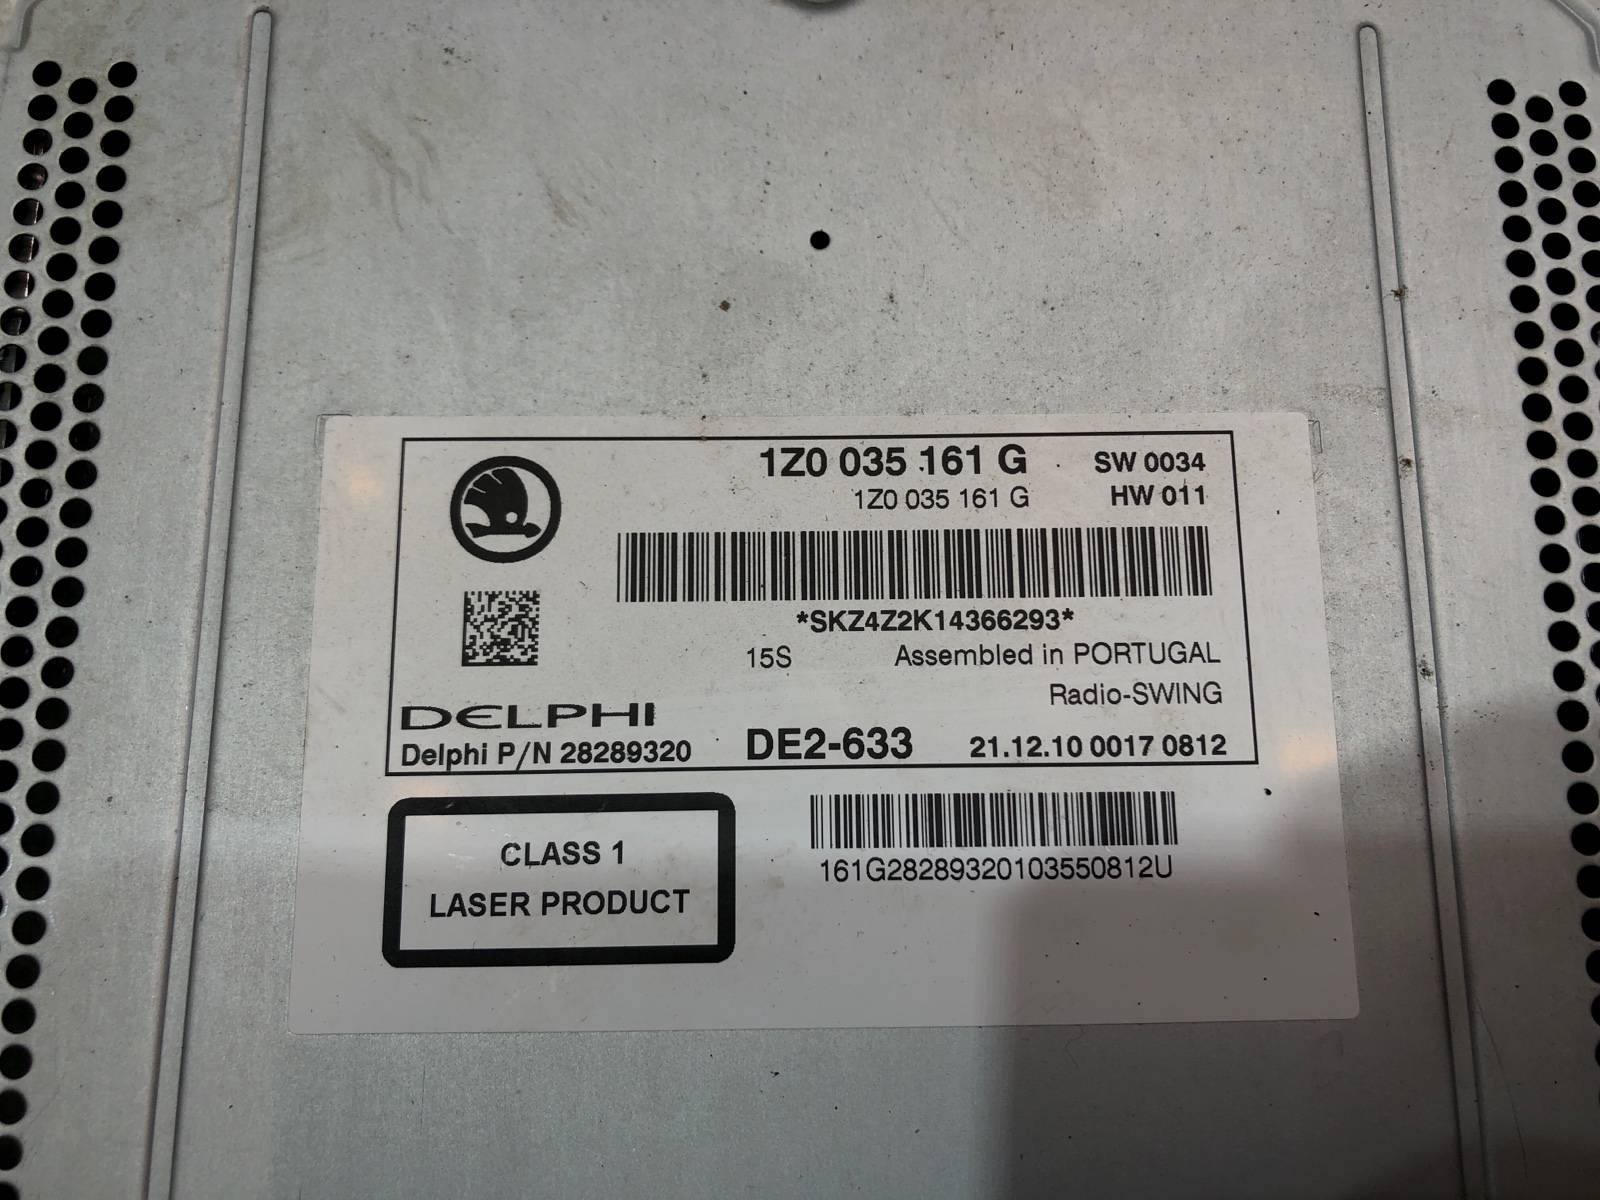 1Z0 035 161 G SW 0034
1Z0 035 161 G HW 011
*SKZ4Z2K14366293*
15S Assembled in PORTUGAL
Radio-SWING
DELPHI
Delphi P/N 28289320 DE2-633 21.12.10 0017 0812
CLASS 1
LASER PRODUCT
161G28289320103550812U